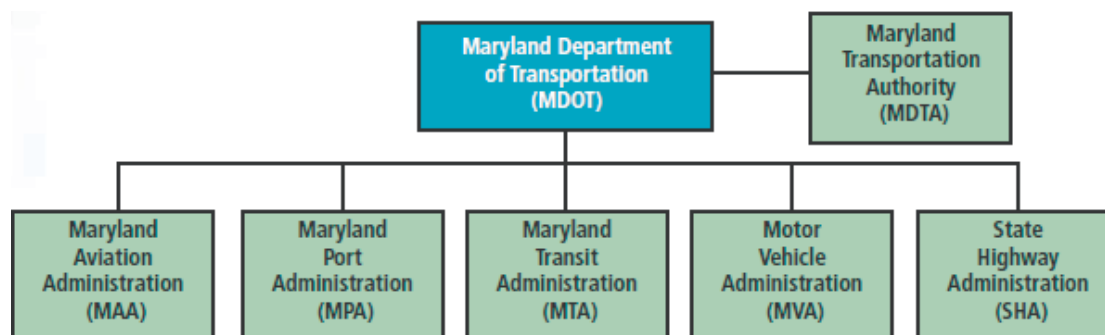 Maryland Department
of Transportation
(MDOT)
Maryland
Transportation
Authority
(MDTA)
Maryland
Aviation
Administration
(MAA)
Maryland
Port
Administration
(MPA)
Maryland
Transit
Administration
(MTA)
Motor
Vehicle
Administration
(MVA)
State
Highway
Administration
(SHA)